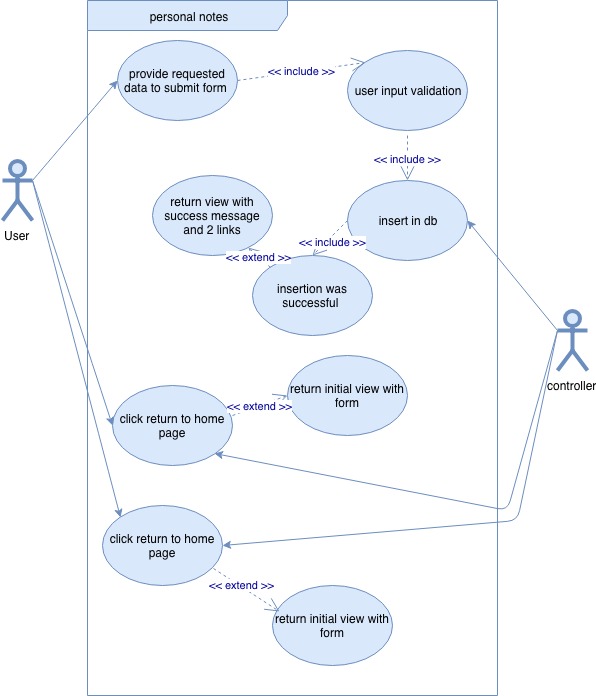 personal notes
provide requested
data to submit form
<< include >>
user input validation
<< include >>
return view with
success message
and 2 links
insert in db
User
<< include >>
<< extend >>
insertion was
successful
controller
return initial view with
form
<< extend >>
click return to home
page
click return to home
page
<< extend >>
return initial view with
form